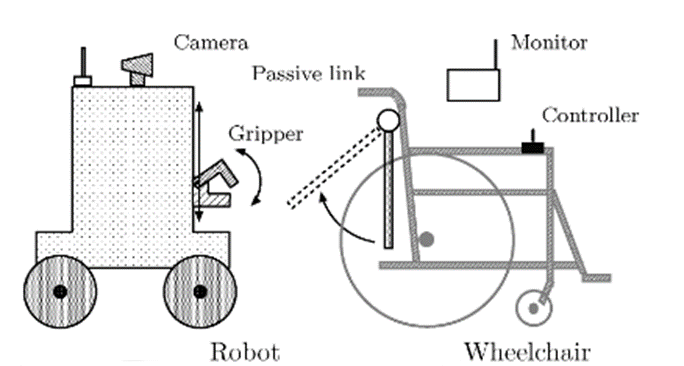 Camera
Monitor
Passive link
Controller
Gripper
Robot
Wheelchair